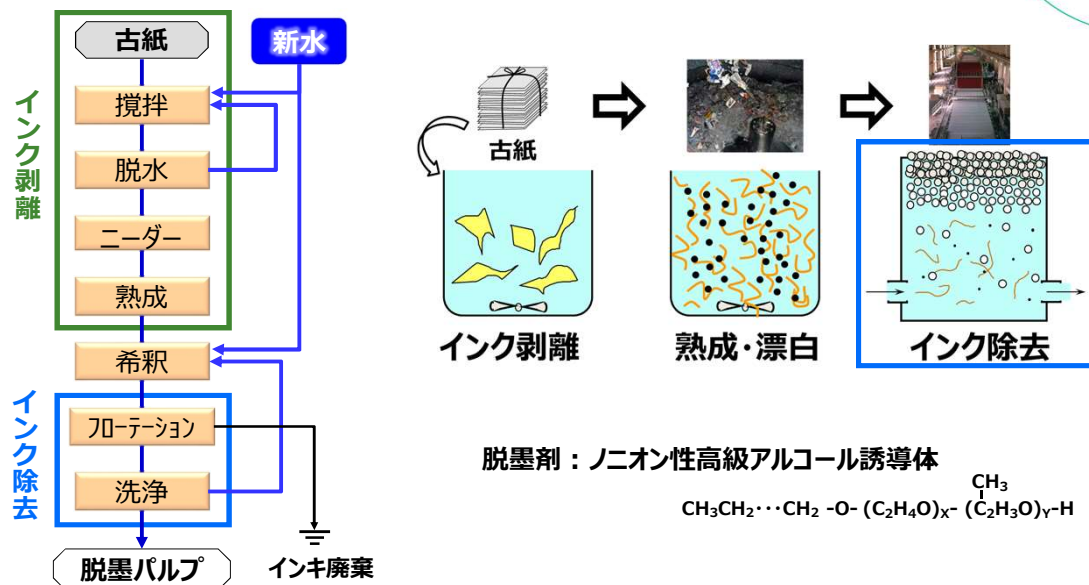 古紙
新水
インク剥離
撹拌
脱水
ニーダー
熟成
希釈
インク除去
フローテーション
洗浄
脱墨パルプ
インキ廃棄
古紙
インク剥離
熟成・漂白
インク除去
脱墨剤：ノニオン性高級アルコール誘導体
CH₃
CH₃CH₂･･･CH₂ -O- (C₂H₄O)x- (C₂H₃O)Y-H